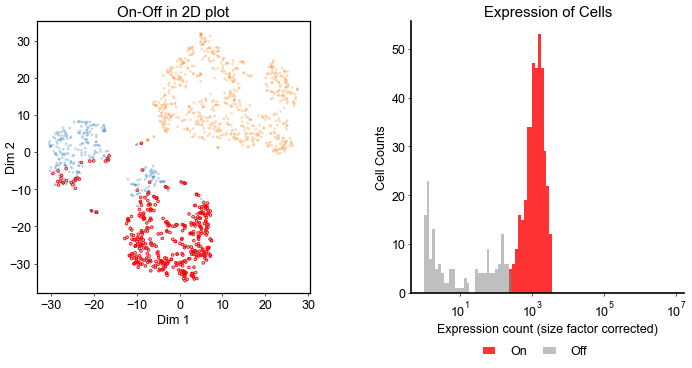 On-Off in 2D plot
Expression of Cells
30
20
10
0
−10
−20
−30
Dim 2
−30 −20 −10 0 10 20 30
Dim 1
50
40
30
20
10
0
Cell Counts
10^1 10^3 10^5 10^7
Expression count (size factor corrected)
On Off